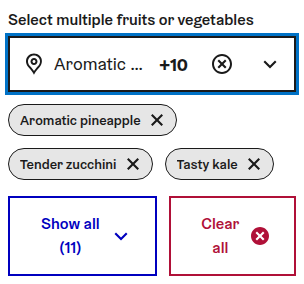 Select multiple fruits or vegetables
Aromatic ... +10
Aromatic pineapple
Tender zucchini
Tasty kale
Show all
(11)
Clear
all